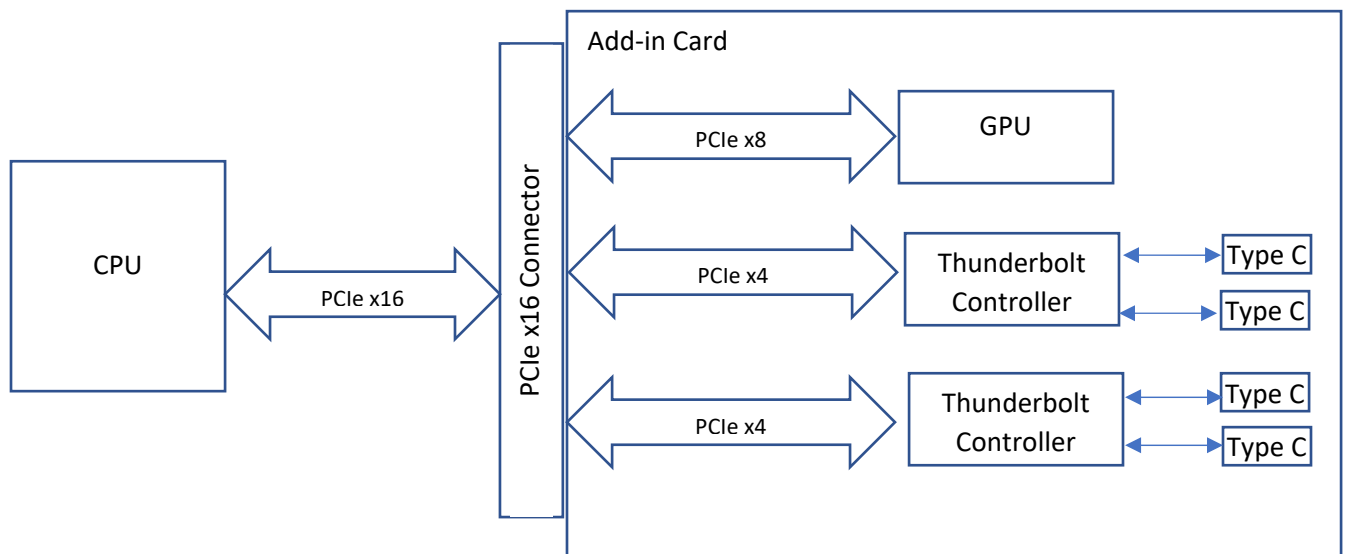 Add-in Card
GPU
PCIe x8
CPU
PCIe x16
PCIe x16 Connector
PCIe x4
Thunderbolt
Controller
Type C
Type C
PCIe x4
Thunderbolt
Controller
Type C
Type C